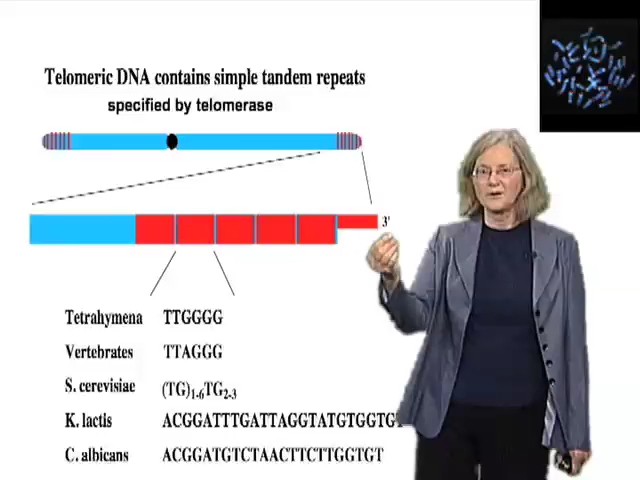 Telomeric DNA contains simple tandem repeats
specified by telomerase
3'
Tetrahymena TTGGGG
Vertebrates TTAGGG
S. cerevisiae (TG)1-6TG2-3
K. lactis ACGGATTTGATTAGGTATGTGGTGT
C. albicans ACGGATGTCTAACTTCTTGGTGT